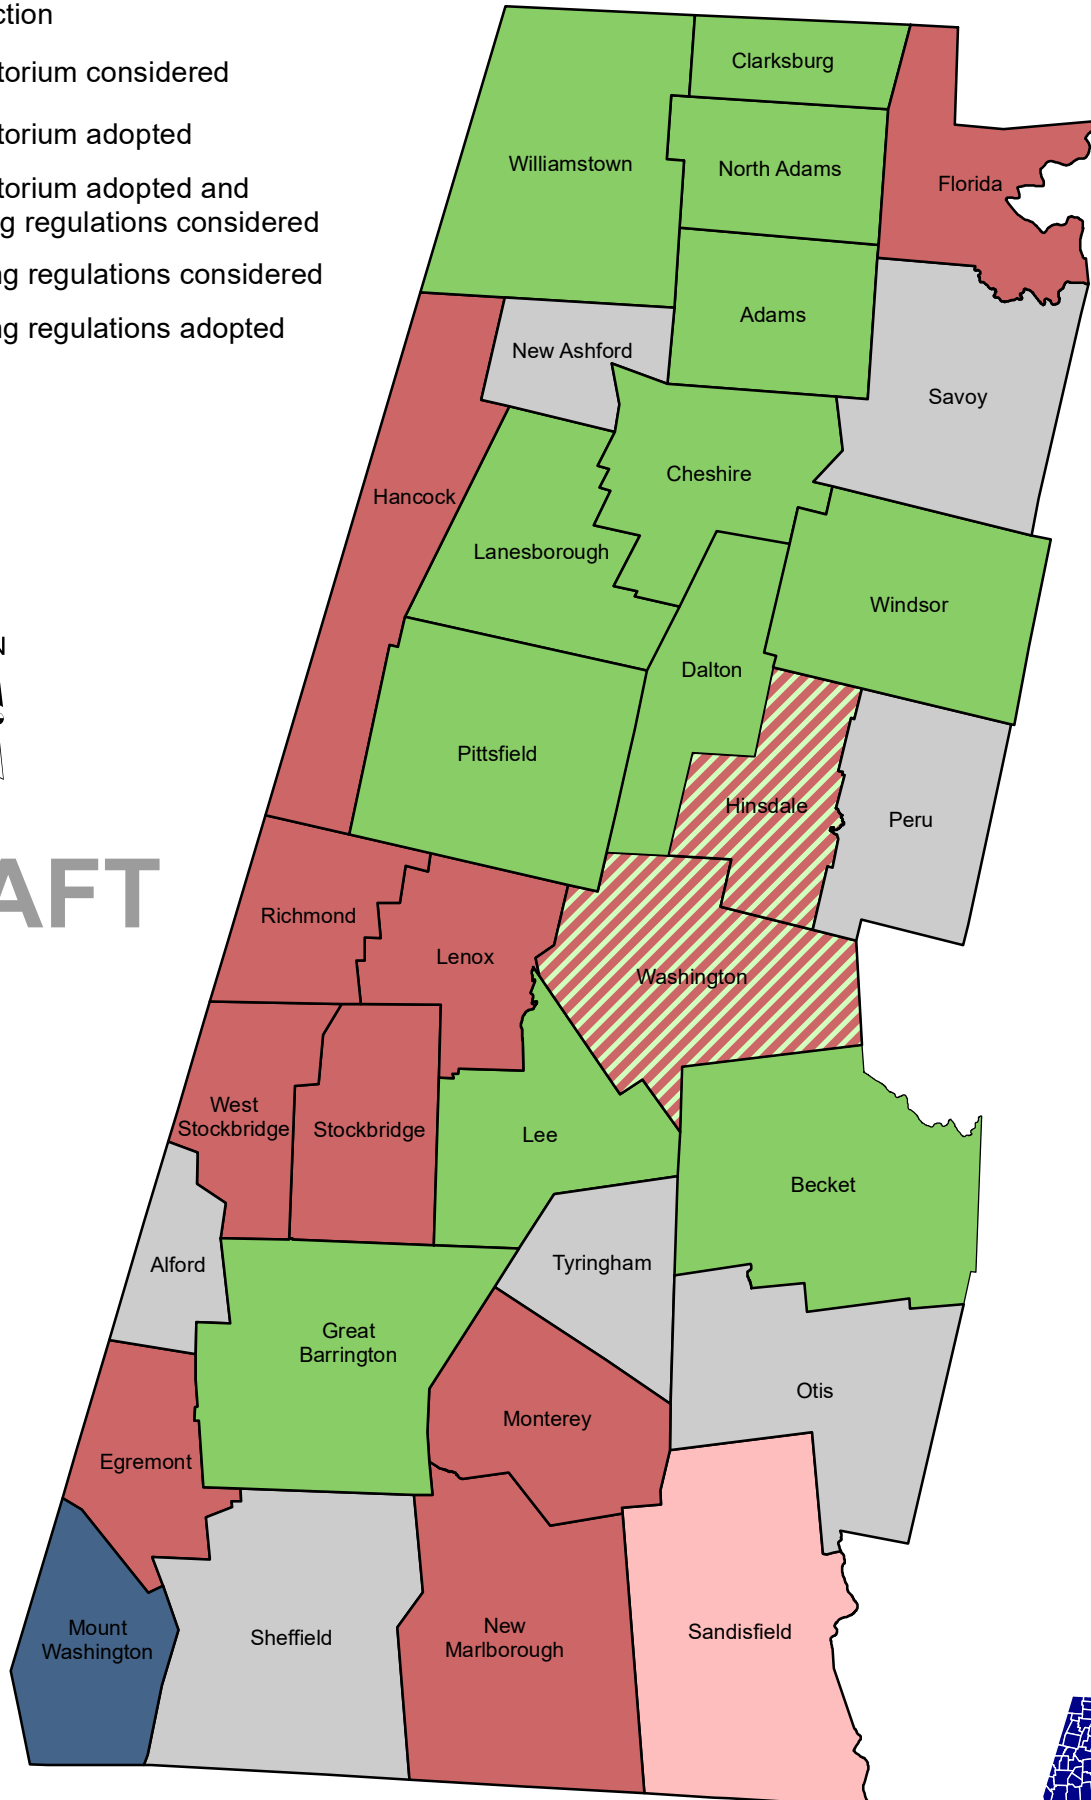 ction
torium considered
torium adopted
torium adopted and
g regulations considered
ng regulations considered
ng regulations adopted
N
AFT
Clarksburg
Williamstown
North Adams
Florida
Adams
New Ashford
Savoy
Cheshire
Hancock
Lanesborough
Windsor
Dalton
Pittsfield
Hinsdale
Peru
Richmond
Lenox
Washington
West
Stockbridge
Stockbridge
Lee
Becket
Alford
Tyringham
Great
Barrington
Otis
Monterey
Egremont
Mount
Washington
Sheffield
New
Marlborough
Sandisfield